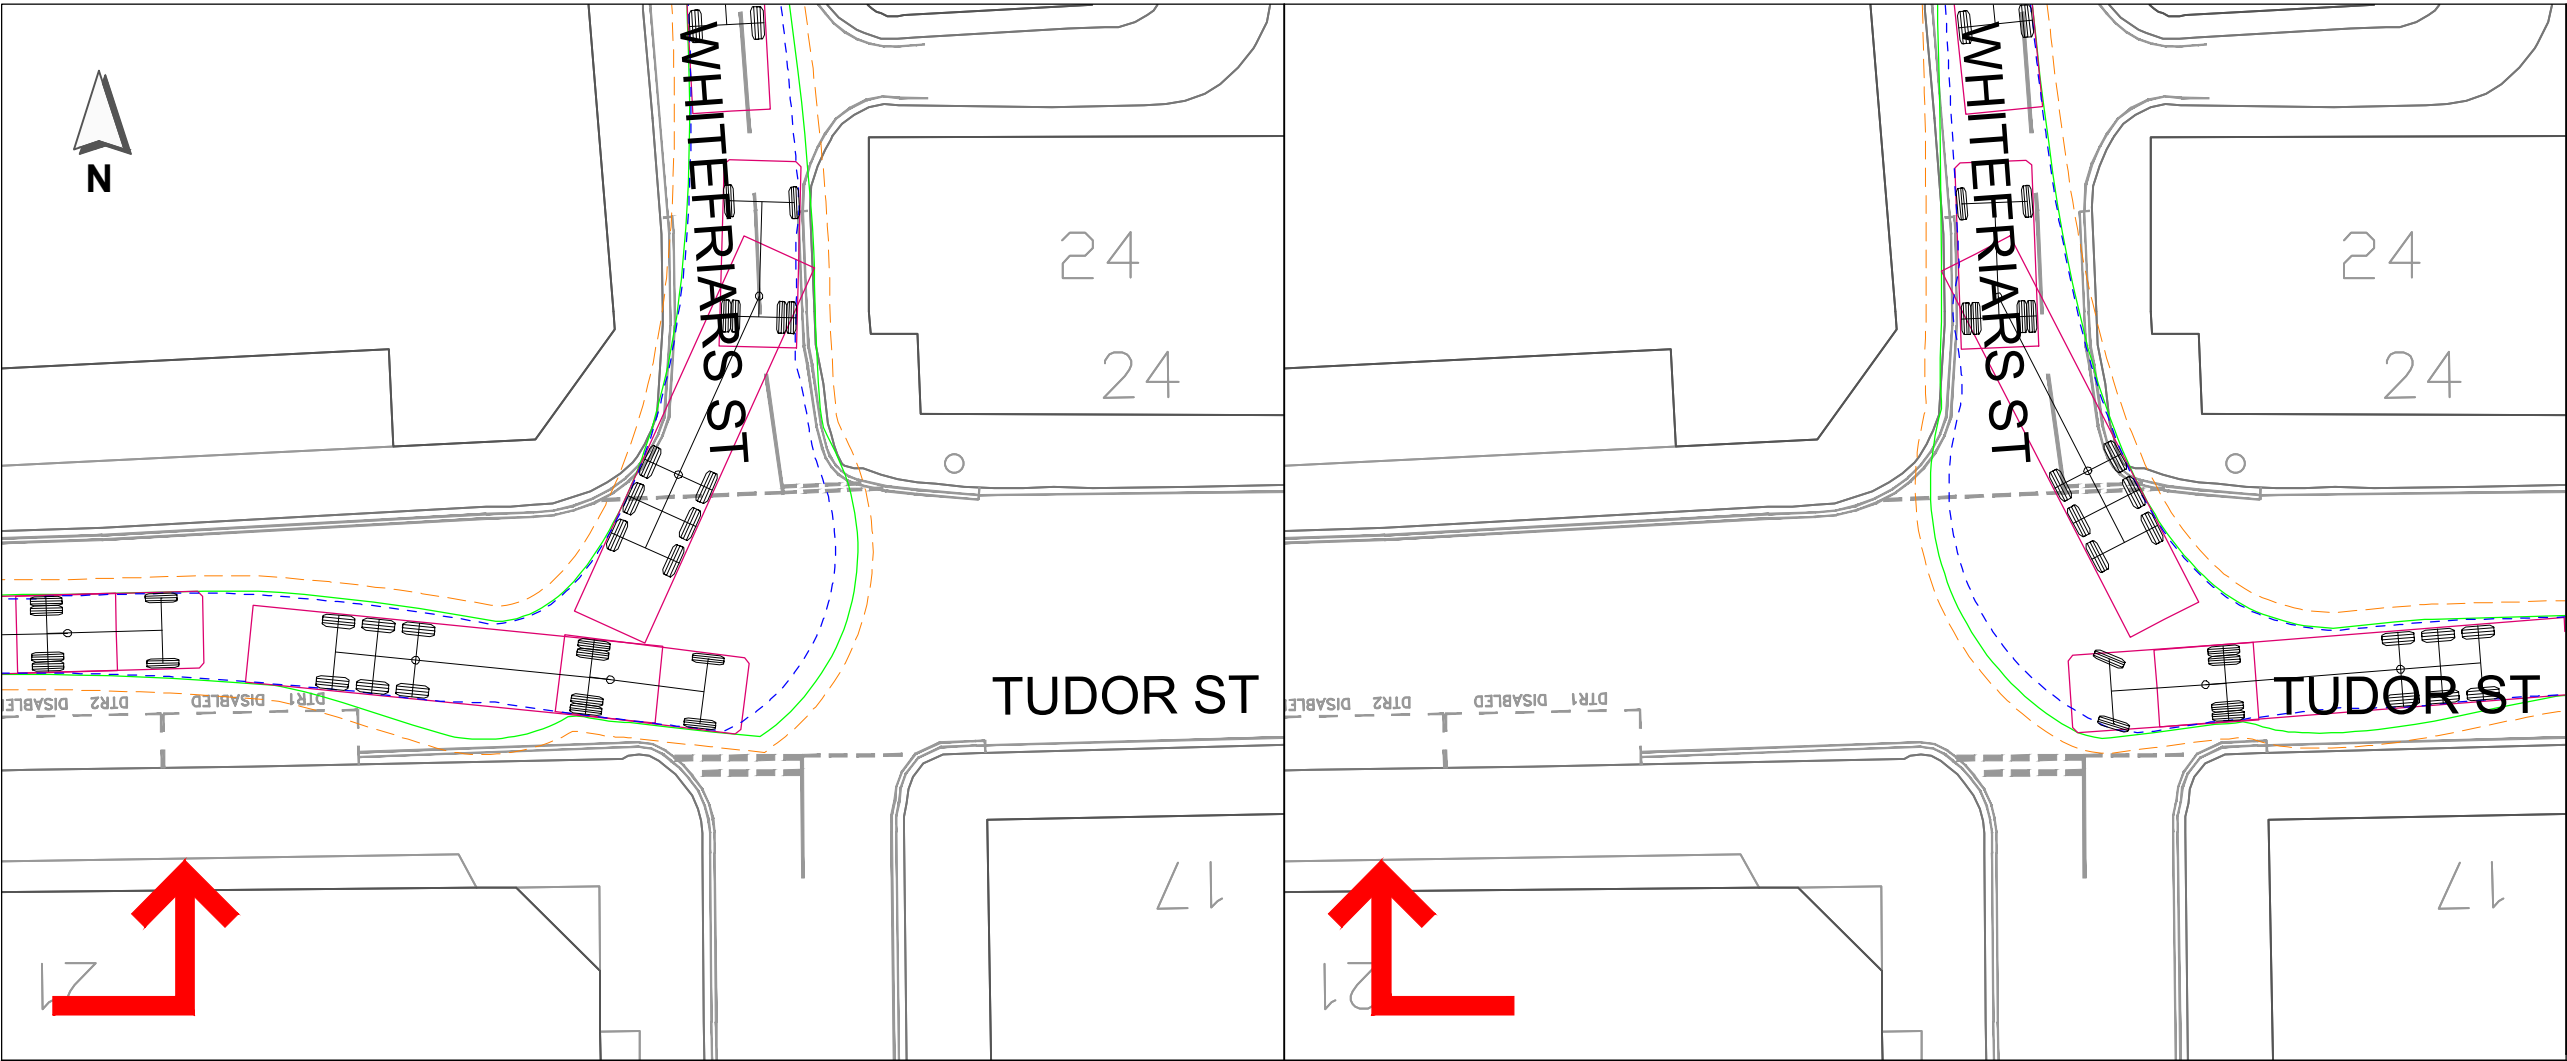 N
WHITEFRIARS ST
24
24
TUDOR ST
DISABLED
DTR2
DISABLED
DTR1
17
21
WHITEFRIARS ST
24
24
TUDOR ST
DISABLED
DTR2
DISABLED
DTR1
17
21